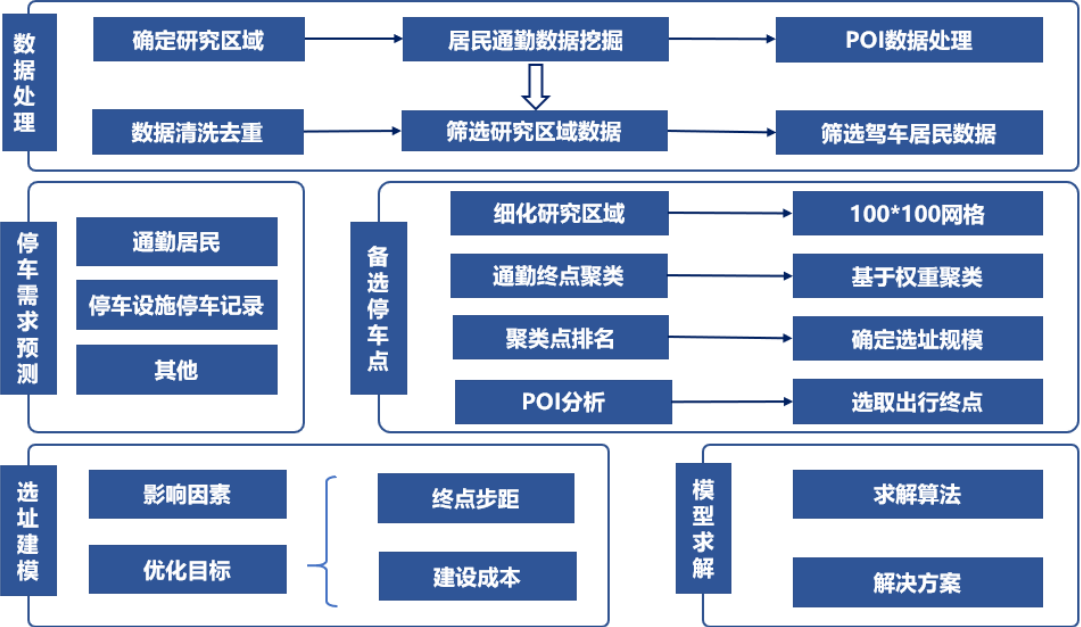 数据处理
确定研究区域
居民通勤数据挖掘
POI数据处理
数据清洗去重
筛选研究区域数据
筛选驾车居民数据
停车需求预测
通勤居民
停车设施停车记录
其他
备选停车点
细化研究区域
100*100网格
通勤终点聚类
基于权重聚类
聚类点排名
确定选址规模
POI分析
选取出行终点
选址建模
影响因素
优化目标
终点步距
建设成本
模型求解
求解算法
解决方案